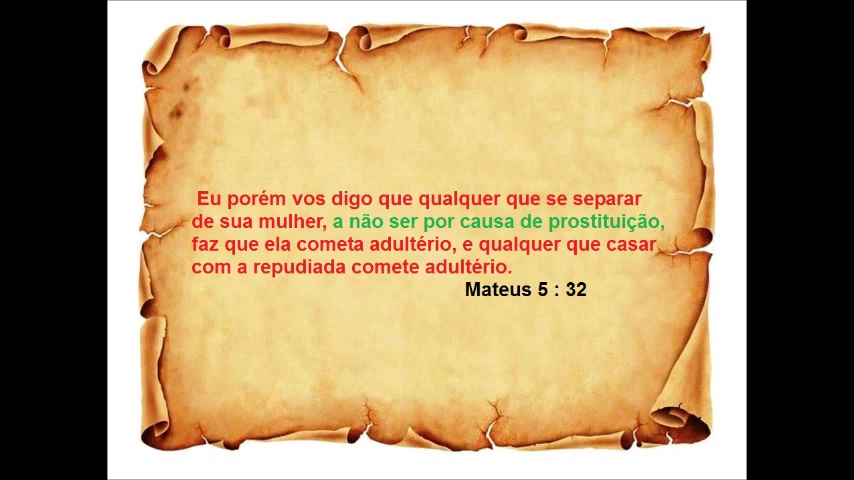 Eu porém vos digo que qualquer que se separar
de sua mulher, a não ser por causa de prostituição,
faz que ela cometa adultério, e qualquer que casar
com a repudiada comete adultério.
Mateus 5 : 32